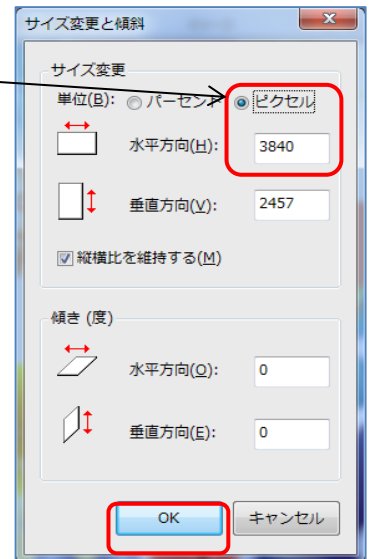 サイズ変更と傾斜
サイズ変更
単位(B): パーセント ピクセル
水平方向(H): 3840
垂直方向(V): 2457
縦横比を維持する(M)
傾き (度)
水平方向(O): 0
垂直方向(E): 0
OK キャンセル